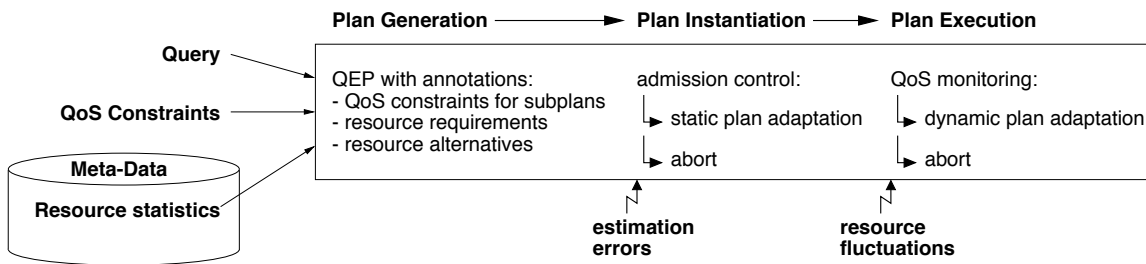 Plan Generation Plan Instantiation Plan Execution
Query
QoS Constraints
Meta-Data
Resource statistics
QEP with annotations:
- QoS constraints for subplans
- resource requirements
- resource alternatives
admission control:
static plan adaptation
abort
QoS monitoring:
dynamic plan adaptation
abort
estimation
errors
resource
fluctuations